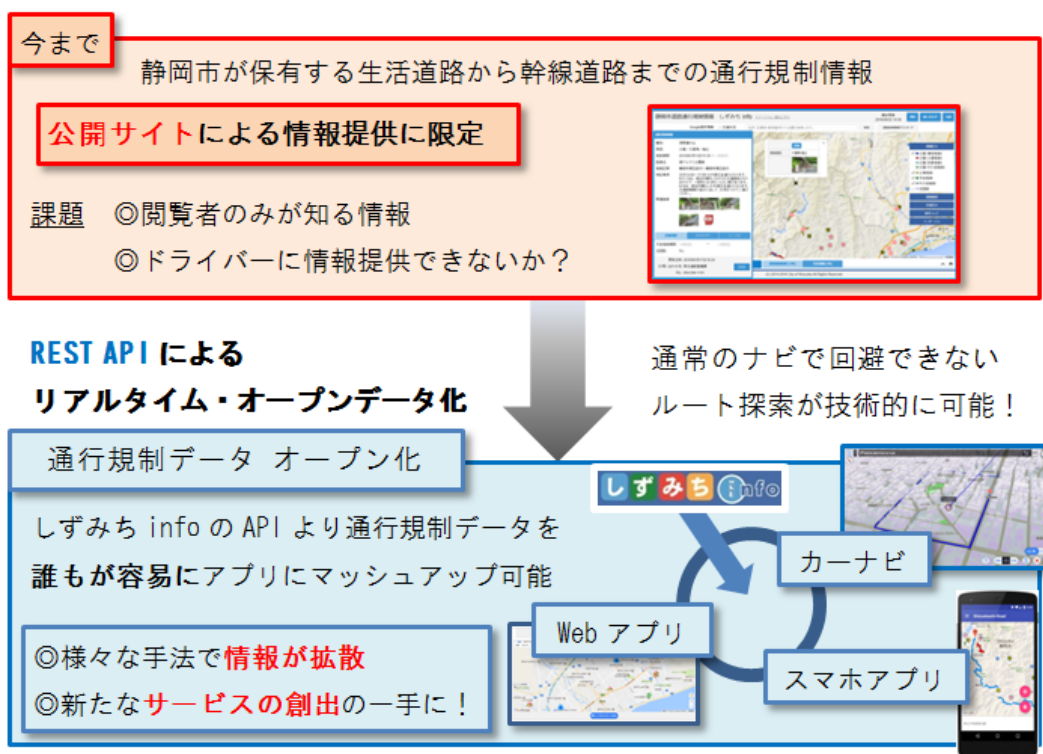 今まで
静岡市が保有する生活道路から幹線道路までの通行規制情報
公開サイトによる情報提供に限定
課題 ◎閲覧者のみが知る情報
◎ドライバーに情報提供できないか？
REST APIによる
リアルタイム・オープンデータ化
通常のナビで回避できない
ルート探索が技術的に可能！
通行規制データ オープン化
しずみちinfo
しずみち info の API より通行規制データを
誰もが容易にアプリにマッシュアップ可能
カーナビ
Web アプリ
スマホアプリ
◎様々な手法で情報が拡散
◎新たなサービスの創出の一手に！